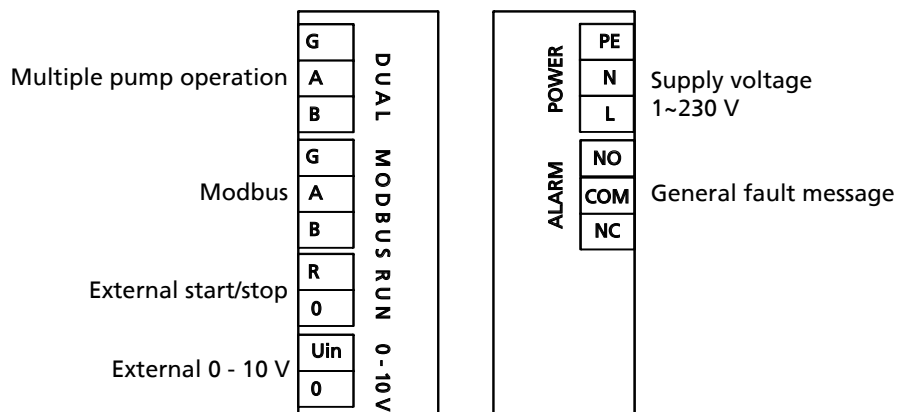 Multiple pump operation
G
A
B
DUAL
Modbus
G
A
B
MODBUS
External start/stop
R
0
RUN
External 0 - 10 V
Uin
0
0 - 10 V
POWER
PE
N
L
Supply voltage
1~230 V
ALARM
NO
COM
NC
General fault message